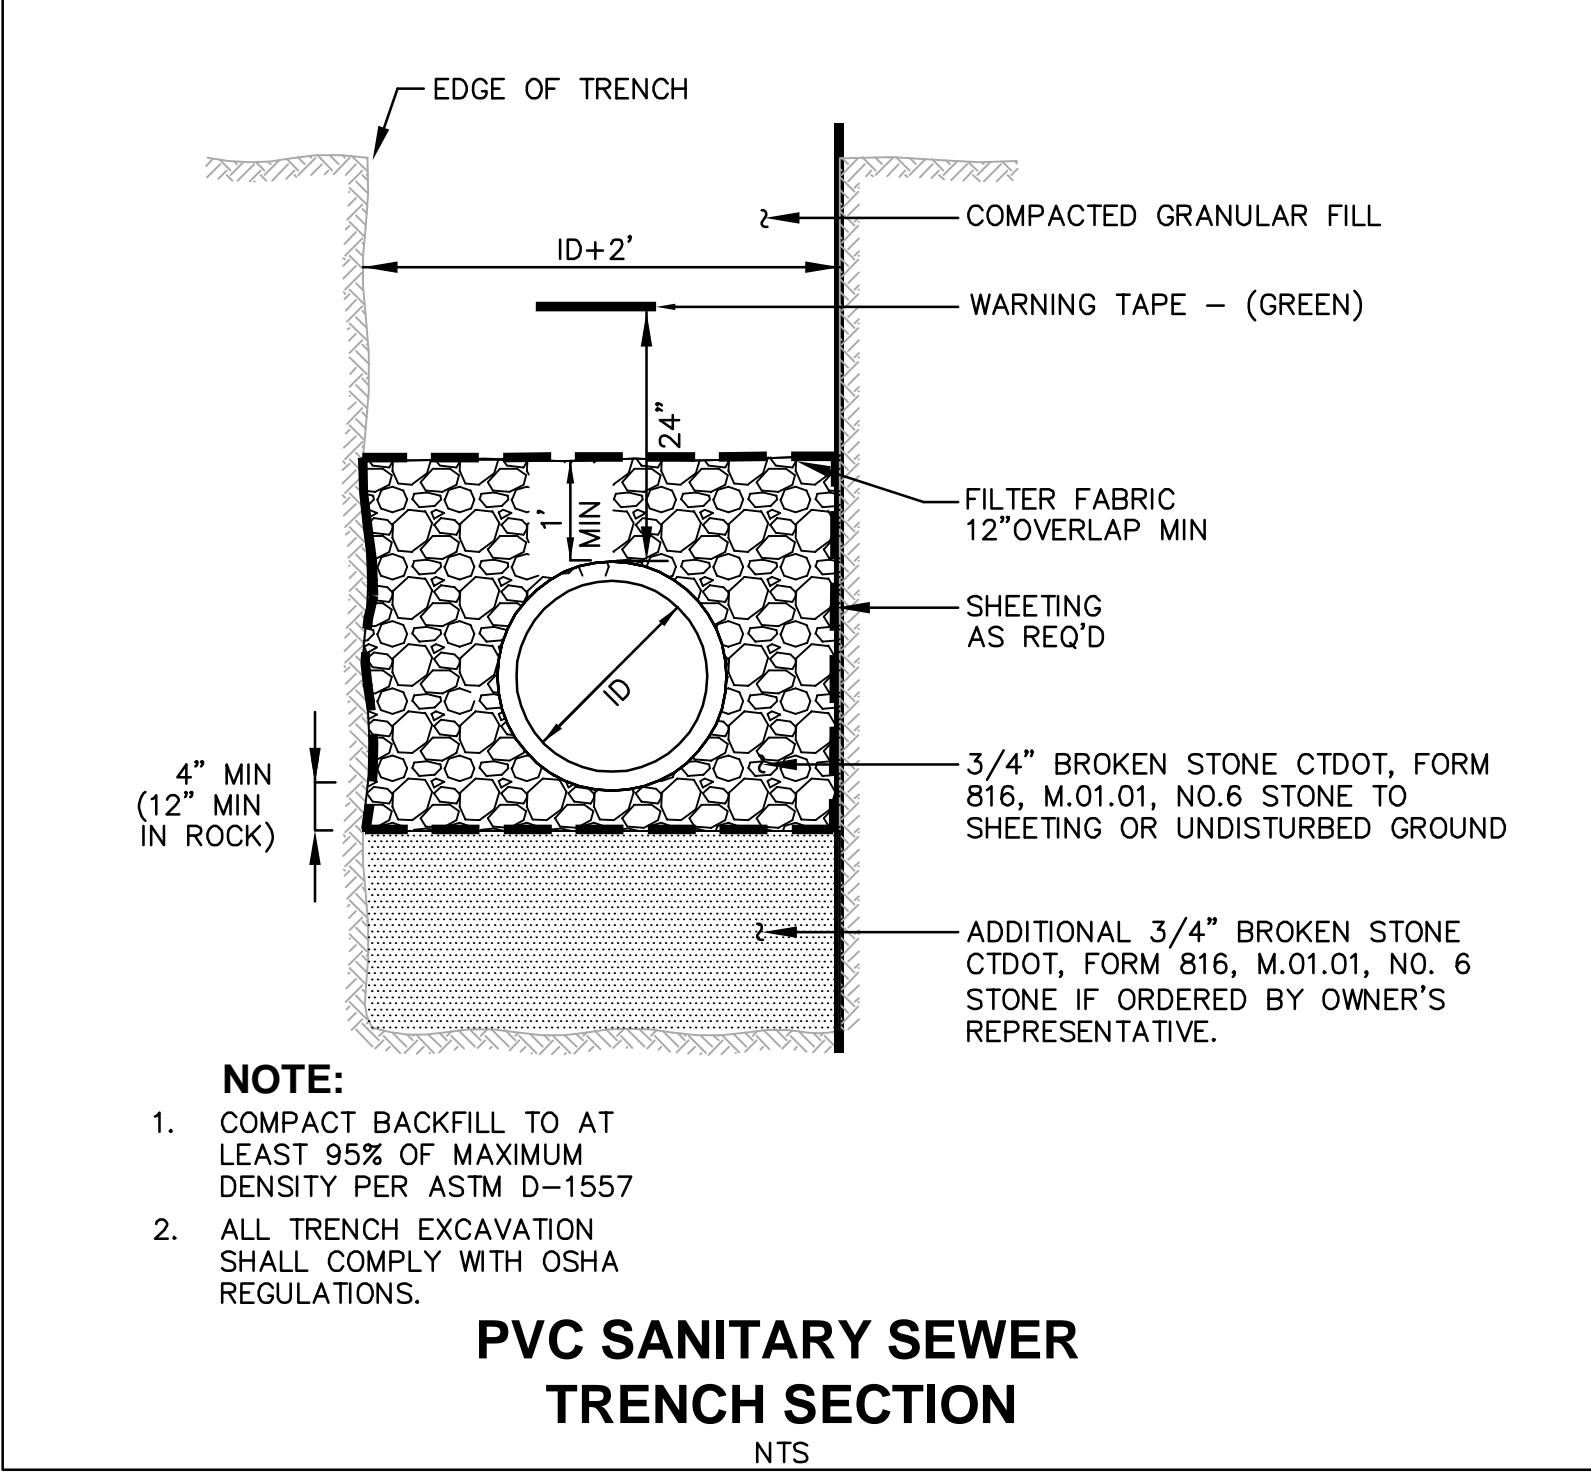 EDGE OF TRENCH
COMPACTED GRANULAR FILL
ID+2'
WARNING TAPE – (GREEN)
24"
1'
MIN
FILTER FABRIC
12"OVERLAP MIN
SHEETING
AS REQ'D
ID
3/4" BROKEN STONE CTDOT, FORM
816, M.01.01, NO.6 STONE TO
SHEETING OR UNDISTURBED GROUND
4" MIN
(12" MIN
IN ROCK)
ADDITIONAL 3/4" BROKEN STONE
CTDOT, FORM 816, M.01.01, NO. 6
STONE IF ORDERED BY OWNER'S
REPRESENTATIVE.
NOTE:
1. COMPACT BACKFILL TO AT
LEAST 95% OF MAXIMUM
DENSITY PER ASTM D–1557
2. ALL TRENCH EXCAVATION
SHALL COMPLY WITH OSHA
REGULATIONS.
PVC SANITARY SEWER
TRENCH SECTION
NTS